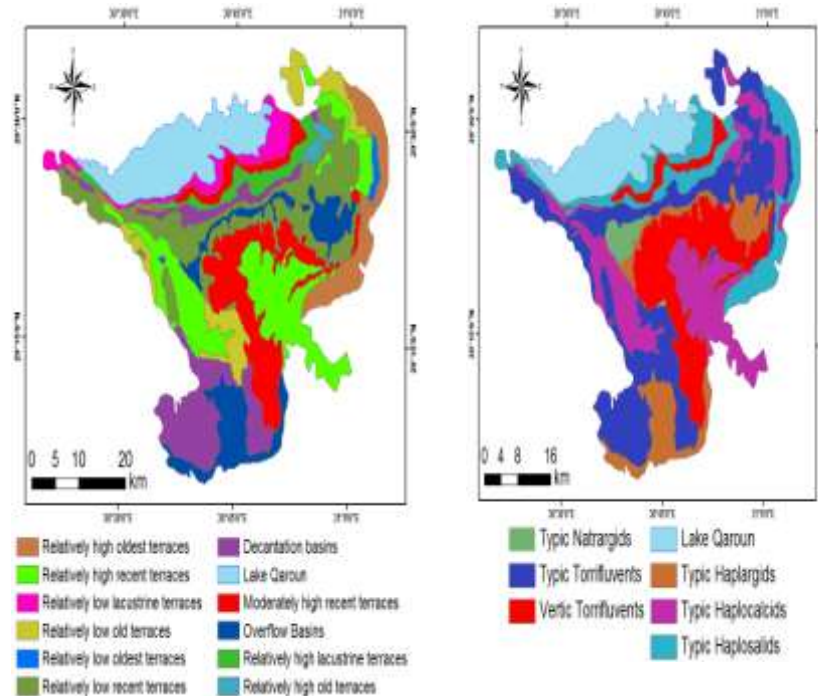 0 5 10 20
km
0 4 8 16
km
Relatively high oldest terraces
Relatively high recent terraces
Relatively low lacustrine terraces
Relatively low old terraces
Relatively low oldest terraces
Relatively low recent terraces
Decantation basins
Lake Qaroun
Moderately high recent terraces
Overflow Basins
Relatively high lacustrine terraces
Relatively high old terraces
Typic Natrargids
Typic Torrifluvents
Vertic Torrifluvents
Lake Qaroun
Typic Haplargids
Typic Haplocalcids
Typic Haplosalids